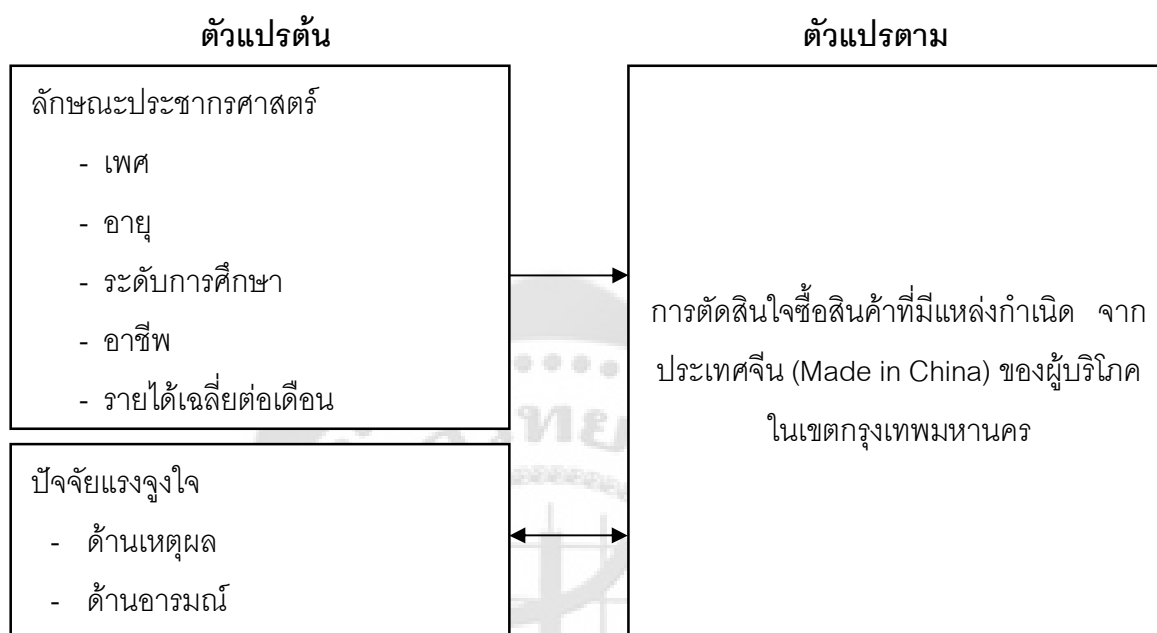 ตัวแปรต้น
ตัวแปรตาม
ลักษณะประชากรศาสตร์
- เพศ
- อายุ
- ระดับการศึกษา
- อาชีพ
- รายได้เฉลี่ยต่อเดือน
ปัจจัยแรงจูงใจ
- ด้านเหตุผล
- ด้านอารมณ์
การตัดสินใจซื้อสินค้าที่มีแหล่งกำเนิด จาก
ประเทศจีน (Made in China) ของผู้บริโภค
ในเขตกรุงเทพมหานคร